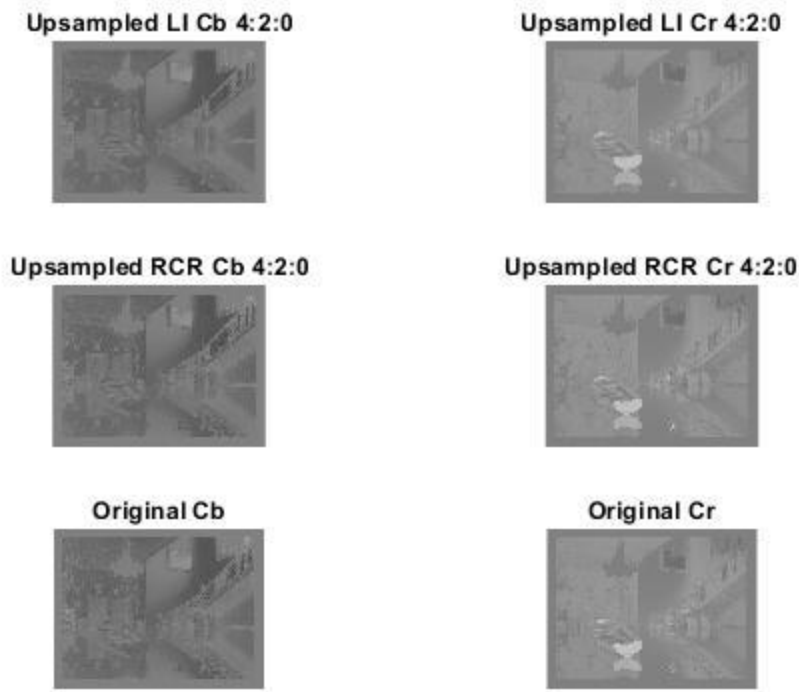 Upsampled LI Cb 4:2:0
Upsampled LI Cr 4:2:0
Upsampled RCR Cb 4:2:0
Upsampled RCR Cr 4:2:0
Original Cb
Original Cr